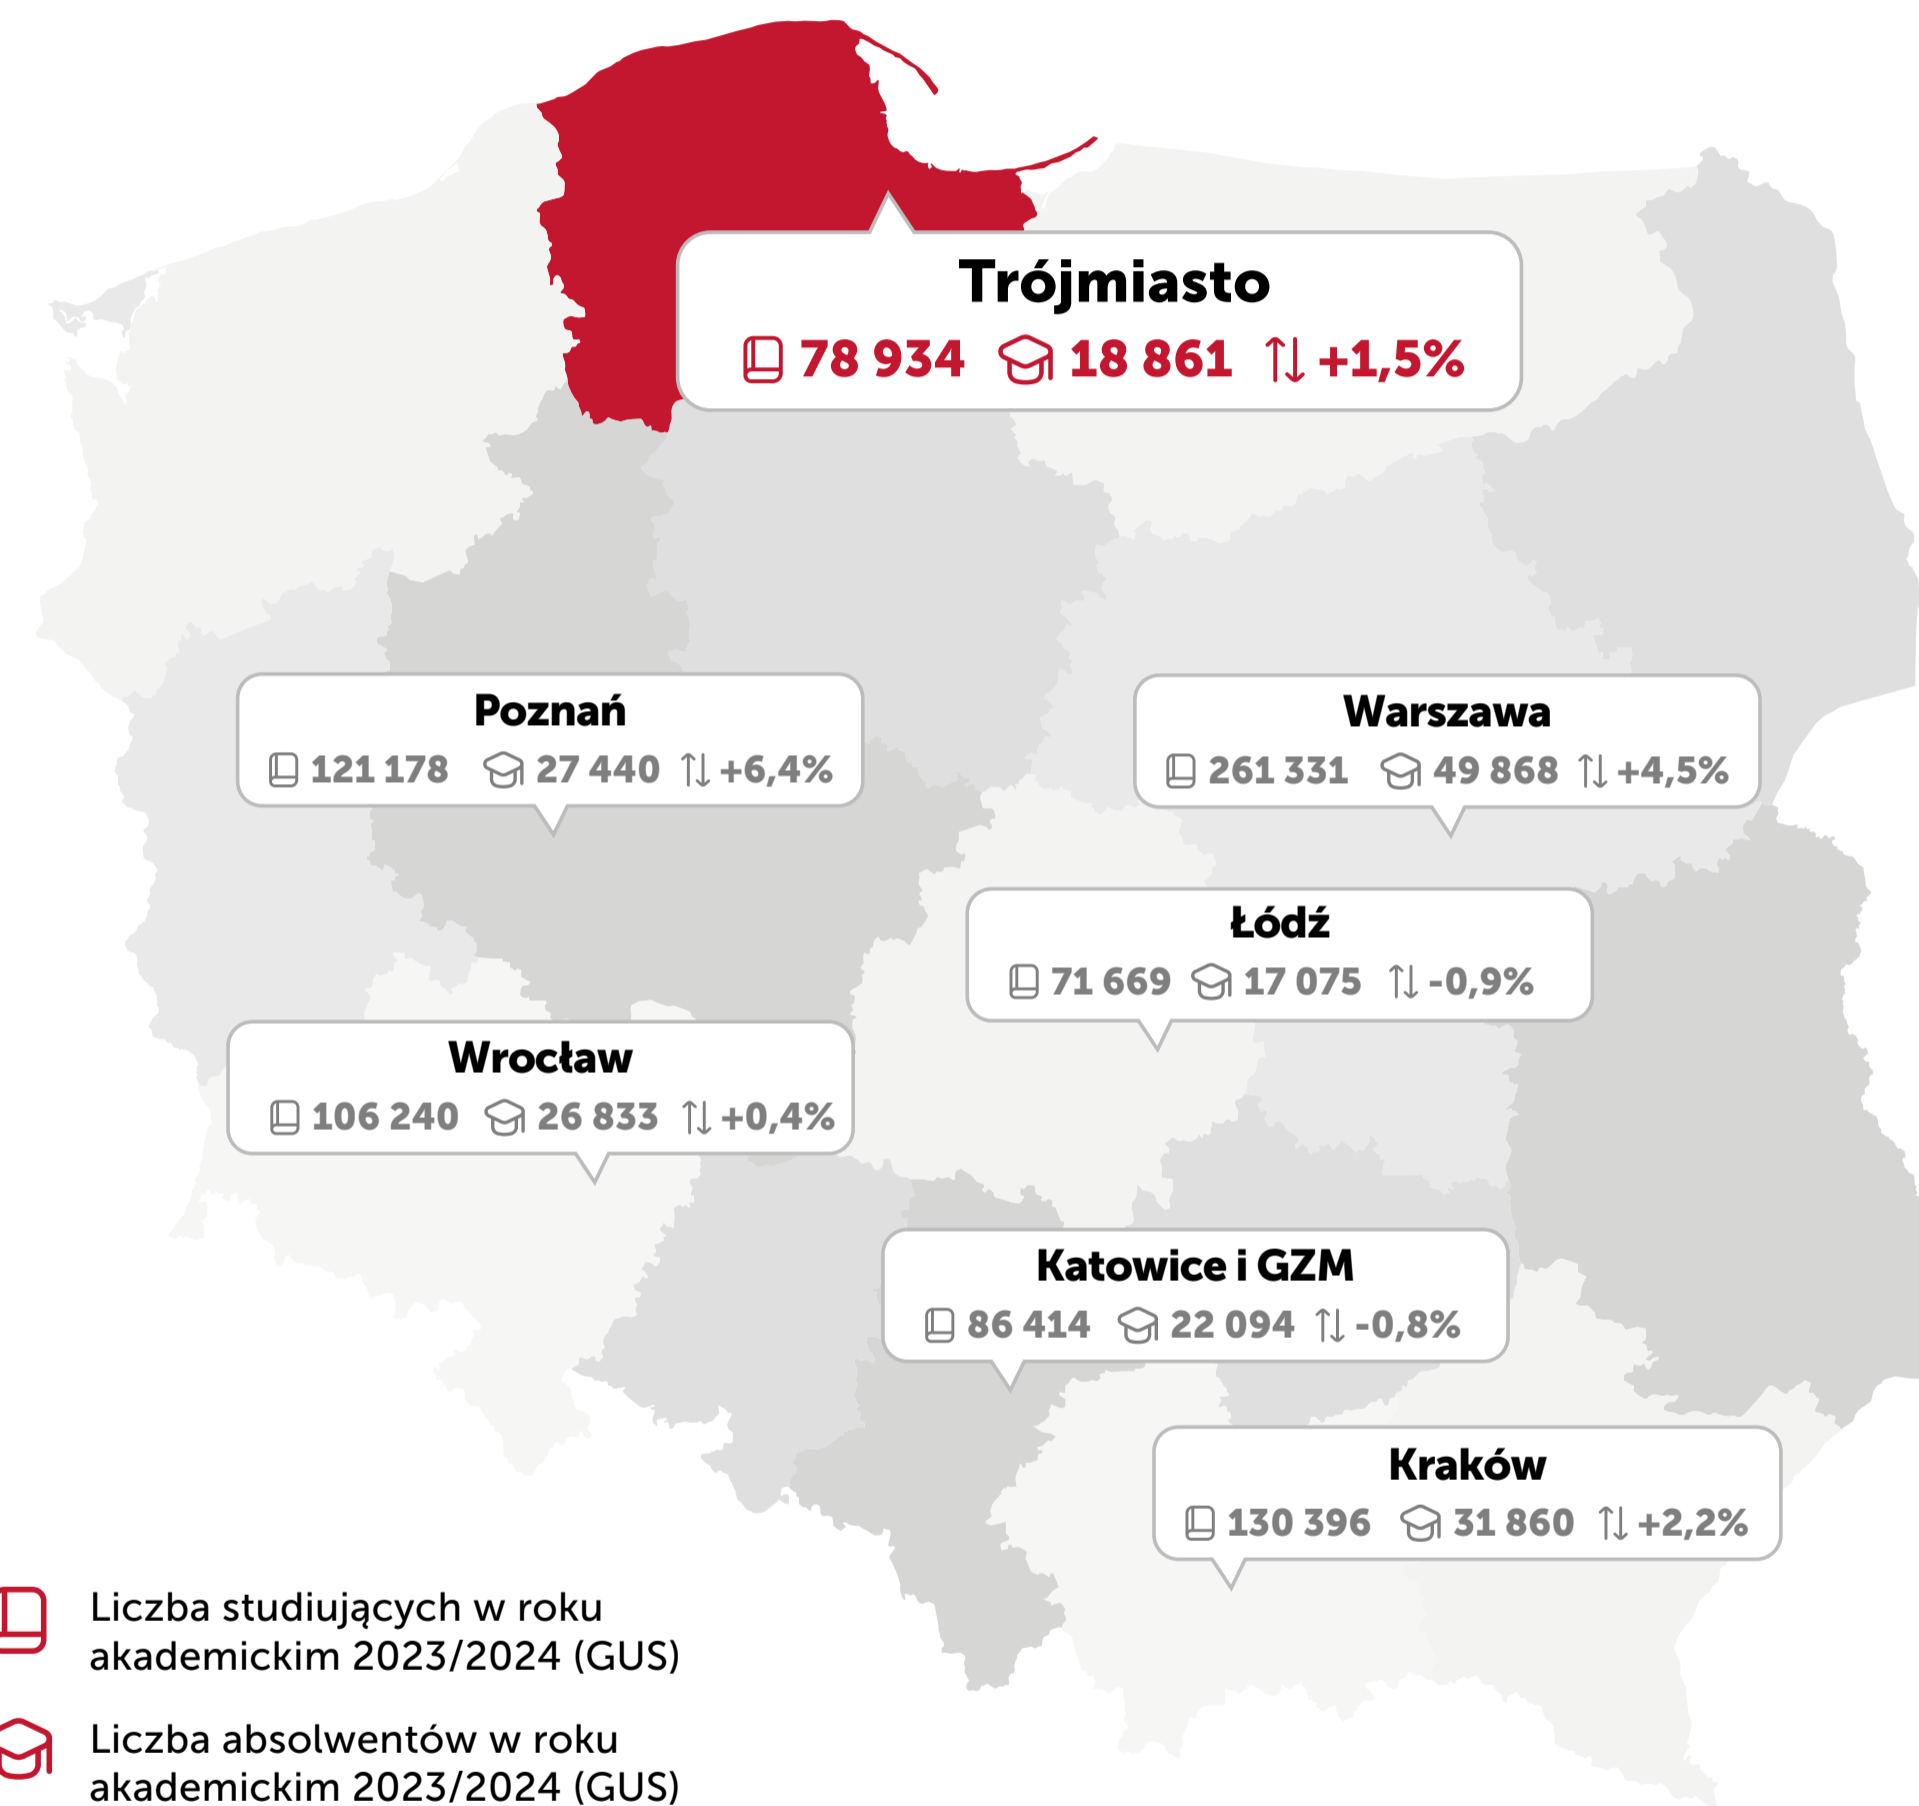 Trójmiasto
78 934 18 861 +1,5%
Poznań
121 178 27 440 +6,4%
Warszawa
261 331 49 868 +4,5%
Łódź
71 669 17 075 -0,9%
Wrocław
106 240 26 833 +0,4%
Katowice i GZM
86 414 22 094 -0,8%
Kraków
130 396 31 860 +2,2%
Liczba studiujących w roku
akademickim 2023/2024 (GUS)
Liczba absolwentów w roku
akademickim 2023/2024 (GUS)